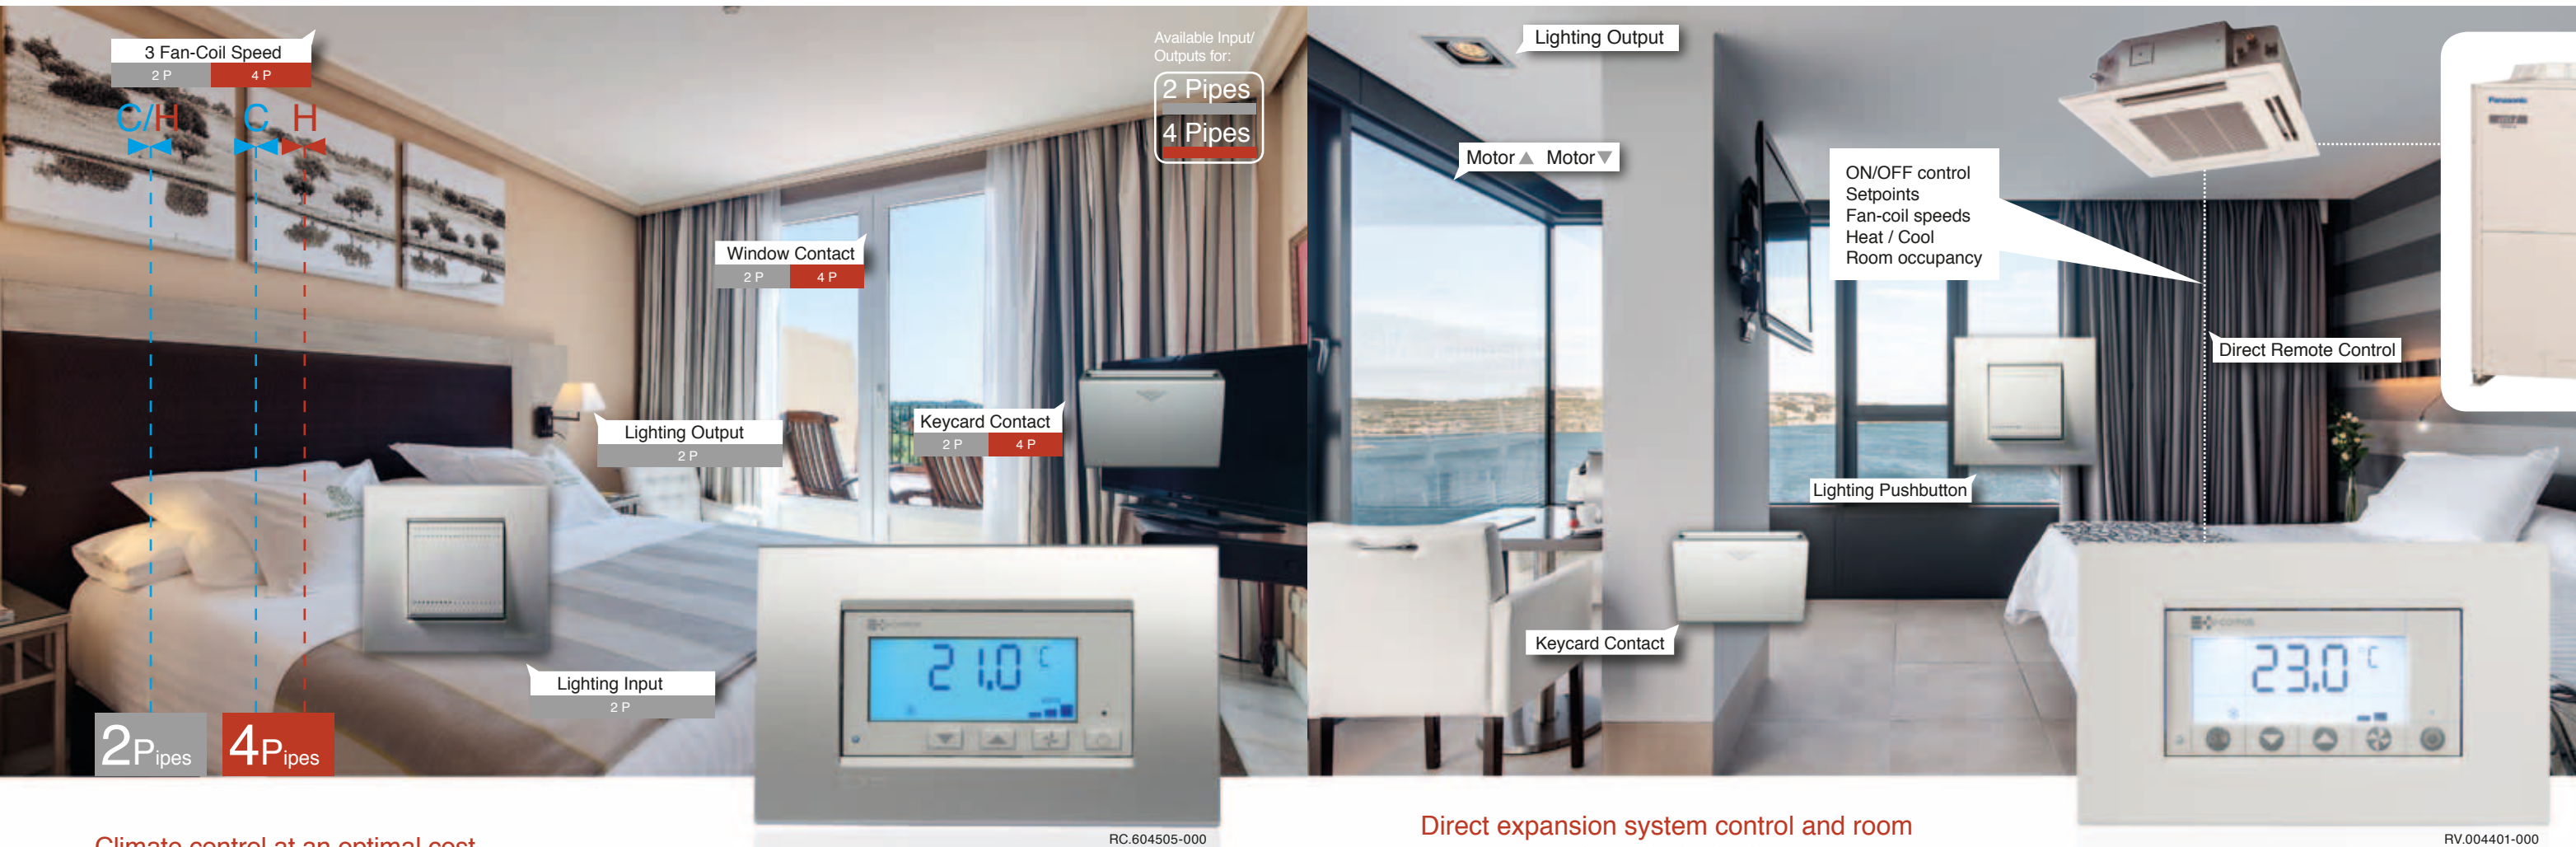 3 Fan-Coil Speed
2 P 4 P
C/H C H
Available Input/
Outputs for:
2 Pipes
4 Pipes
Window Contact
2 P 4 P
Lighting Output
2 P
Keycard Contact
2 P 4 P
Lighting Input
2 P
2Pipes 4Pipes
21.0 °C
RC.604505-000
Climate control at an optimal cost
Lighting Output
Motor▲ Motor▼
ON/OFF control
Setpoints
Fan-coil speeds
Heat / Cool
Room occupancy
Panasonic
Direct Remote Control
Lighting Pushbutton
Keycard Contact
23.0 °C
Direct expansion system control and room
RV.004401-000